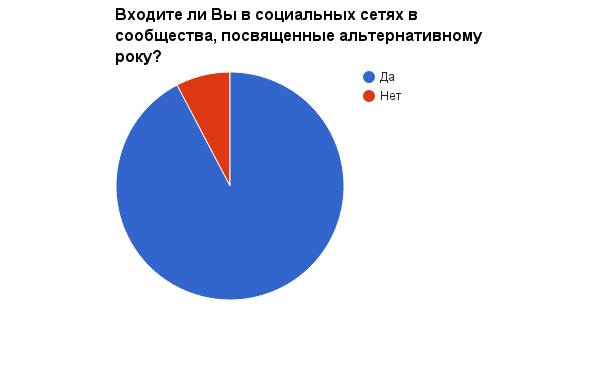 Входите ли Вы в социальных сетях в
сообщества, посвященные альтернативному
року?
Да
Нет